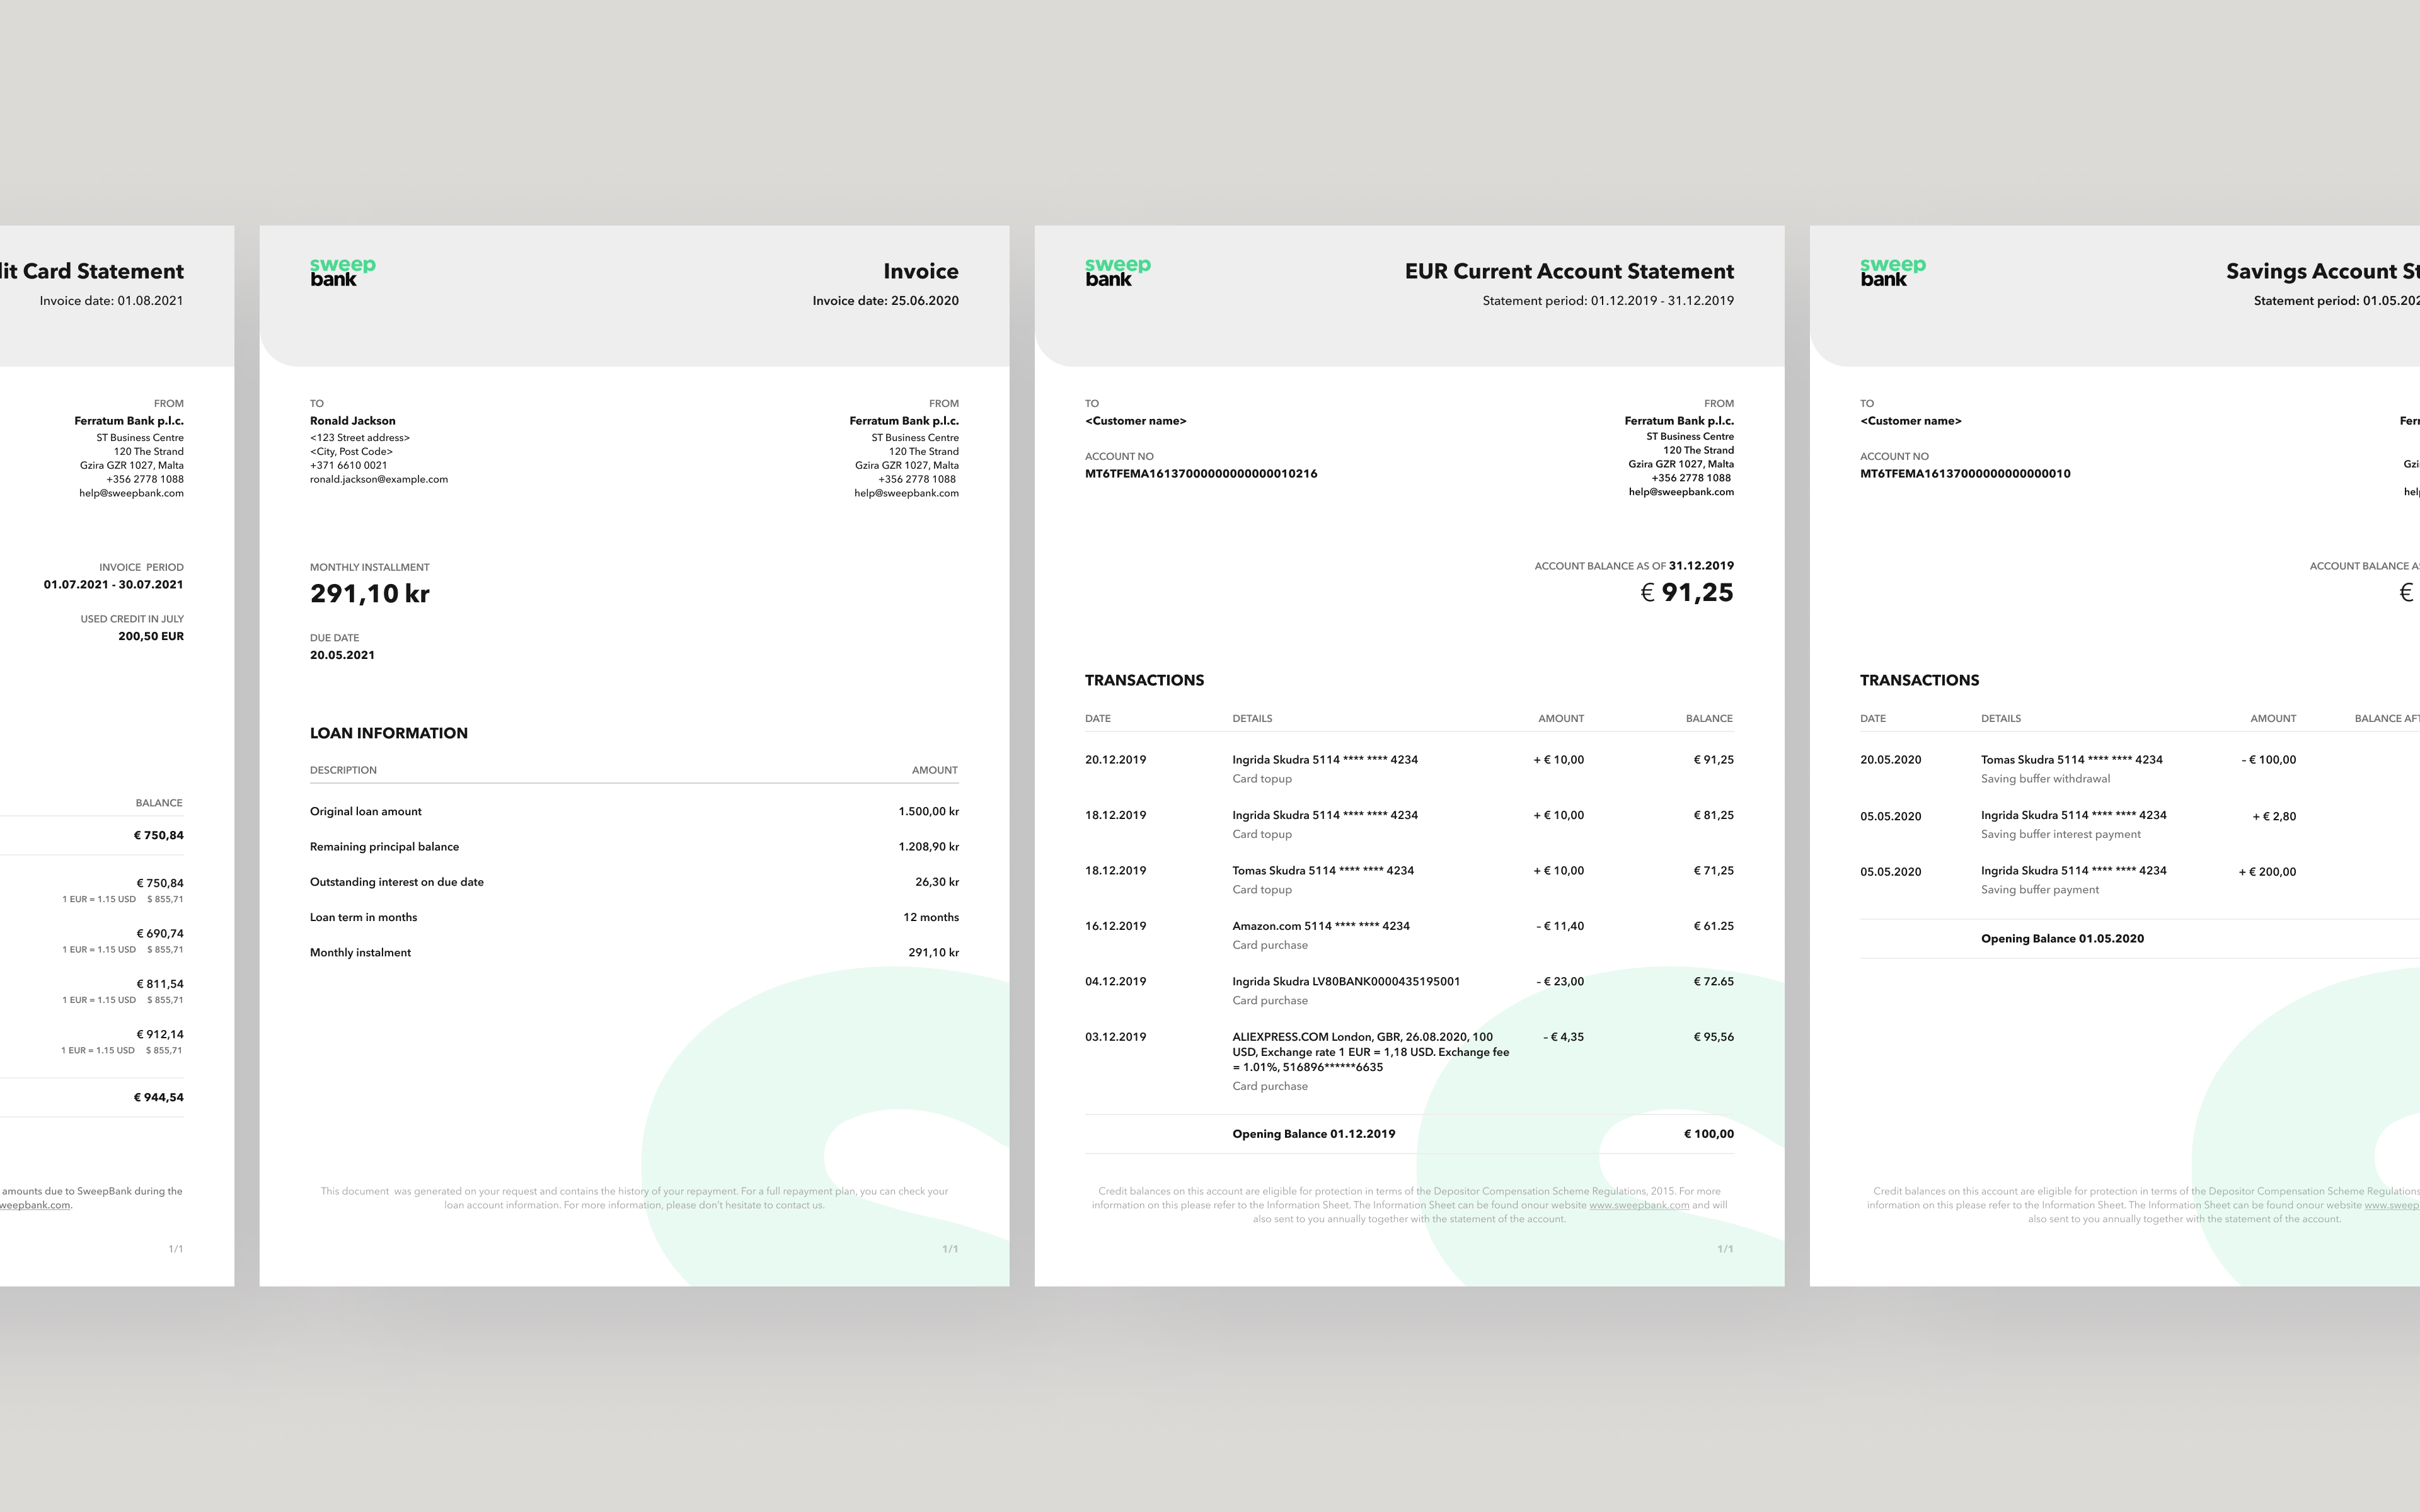 Card Statement
Invoice date: 01.08.2021
FROM
Ferratum Bank p.l.c.
ST Business Centre
120 The Strand
Gzira GZR 1027, Malta
+356 2778 1088
help@sweepbank.com
INVOICE PERIOD
01.07.2021 - 30.07.2021
USED CREDIT IN JULY
200,50 EUR
BALANCE
€ 750,84
€ 750,84
1 EUR = 1.15 USD $ 855,71
€ 690,74
1 EUR = 1.15 USD $ 855,71
€ 811,54
1 EUR = 1.15 USD $ 855,71
€ 912,14
1 EUR = 1.15 USD $ 855,71
€ 944,54
amounts due to SweepBank during the
weepbank.com.
1/1
sweep
bank
Invoice
Invoice date: 25.06.2020
TO
Ronald Jackson
<123 Street address>
<City, Post Code>
+371 6610 0021
ronald.jackson@example.com
FROM
Ferratum Bank p.l.c.
ST Business Centre
120 The Strand
Gzira GZR 1027, Malta
+356 2778 1088
help@sweepbank.com
MONTHLY INSTALLMENT
291,10 kr
DUE DATE
20.05.2021
LOAN INFORMATION
DESCRIPTION AMOUNT
Original loan amount 1.500,00 kr
Remaining principal balance 1.208,90 kr
Outstanding interest on due date 26,30 kr
Loan term in months 12 months
Monthly instalment 291,10 kr
This document was generated on your request and contains the history of your repayment. For a full repayment plan, you can check your
loan account information. For more information, please don't hesitate to contact us.
1/1
sweep
bank
EUR Current Account Statement
Statement period: 01.12.2019 - 31.12.2019
TO
<Customer name>
ACCOUNT NO
MT6TFEMA16137000000000000010216
FROM
Ferratum Bank p.l.c.
ST Business Centre
120 The Strand
Gzira GZR 1027, Malta
+356 2778 1088
help@sweepbank.com
ACCOUNT BALANCE AS OF 31.12.2019
€ 91,25
TRANSACTIONS
DATE DETAILS AMOUNT BALANCE
20.12.2019 Ingrida Skudra 5114 **** **** 4234 + € 10,00 € 91,25
Card topup
18.12.2019 Ingrida Skudra 5114 **** **** 4234 + € 10,00 € 81,25
Card topup
18.12.2019 Tomas Skudra 5114 **** **** 4234 + € 10,00 € 71,25
Card topup
16.12.2019 Amazon.com 5114 **** **** 4234 – € 11,40 € 61.25
Card purchase
04.12.2019 Ingrida Skudra LV80BANK0000435195001 – € 23,00 € 72.65
Card purchase
03.12.2019 ALIEXPRESS.COM London, GBR, 26.08.2020, 100 – € 4,35 € 95,56
USD, Exchange rate 1 EUR = 1,18 USD. Exchange fee
= 1.01%, 516896******6635
Card purchase
Opening Balance 01.12.2019 € 100,00
Credit balances on this account are eligible for protection in terms of the Depositor Compensation Scheme Regulations, 2015. For more
information on this please refer to the Information Sheet. The Information Sheet can be found onour website www.sweepbank.com and will
also sent to you annually together with the statement of the account.
1/1
sweep
bank
Savings Account St
Statement period: 01.05.202
TO
<Customer name>
ACCOUNT NO
MT6TFEMA16137000000000000010
Ferr
Gzi
hel
ACCOUNT BALANCE AS
€
TRANSACTIONS
DATE DETAILS AMOUNT BALANCE AFT
20.05.2020 Tomas Skudra 5114 **** **** 4234 – € 100,00
Saving buffer withdrawal
05.05.2020 Ingrida Skudra 5114 **** **** 4234 + € 2,80
Saving buffer interest payment
05.05.2020 Ingrida Skudra 5114 **** **** 4234 + € 200,00
Saving buffer payment
Opening Balance 01.05.2020
Credit balances on this account are eligible for protection in terms of the Depositor Compensation Scheme Regulations
information on this please refer to the Information Sheet. The Information Sheet can be found onour website www.sweep
also sent to you annually together with the statement of the account.